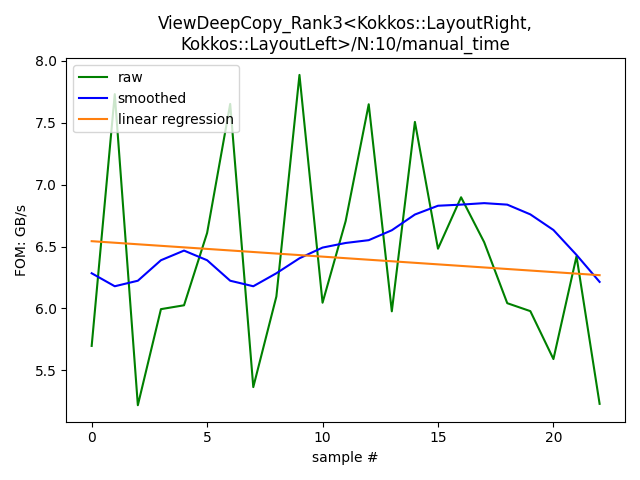 ViewDeepCopy_Rank3<Kokkos::LayoutRight,
Kokkos::LayoutLeft>/N:10/manual_time
raw
smoothed
linear regression
FOM: GB/s
8.0
7.5
7.0
6.5
6.0
5.5
0
5
10
15
20
sample #